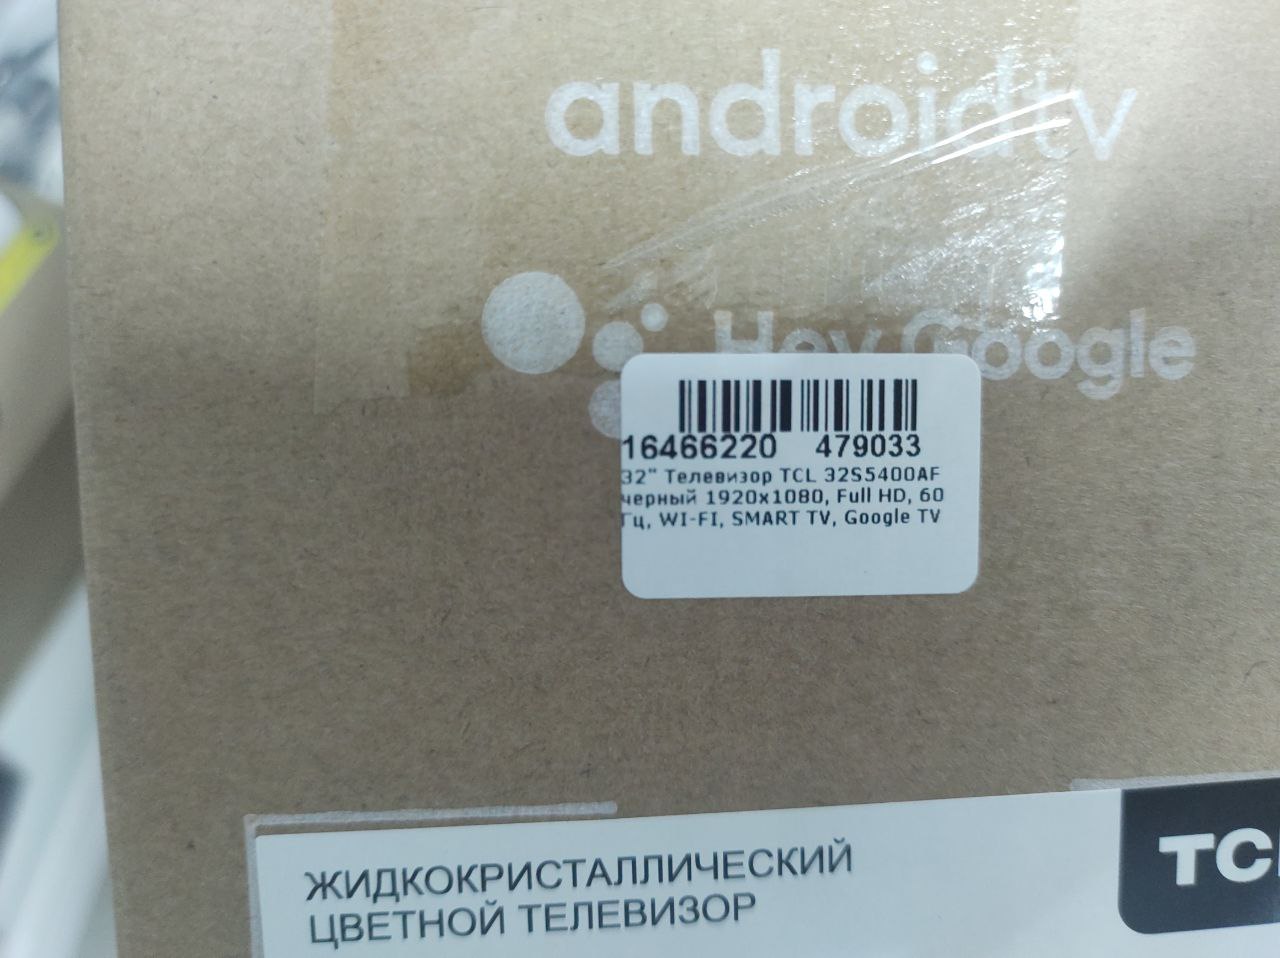 androidtv
Hey Google
16466220 479033
32" Телевизор TCL 32S5400AF
черный 1920x1080, Full HD, 60
Гц, WI-FI, SMART TV, Google TV
ЖИДКОКРИСТАЛЛИЧЕСКИЙ
ЦВЕТНОЙ ТЕЛЕВИЗОР
TCL